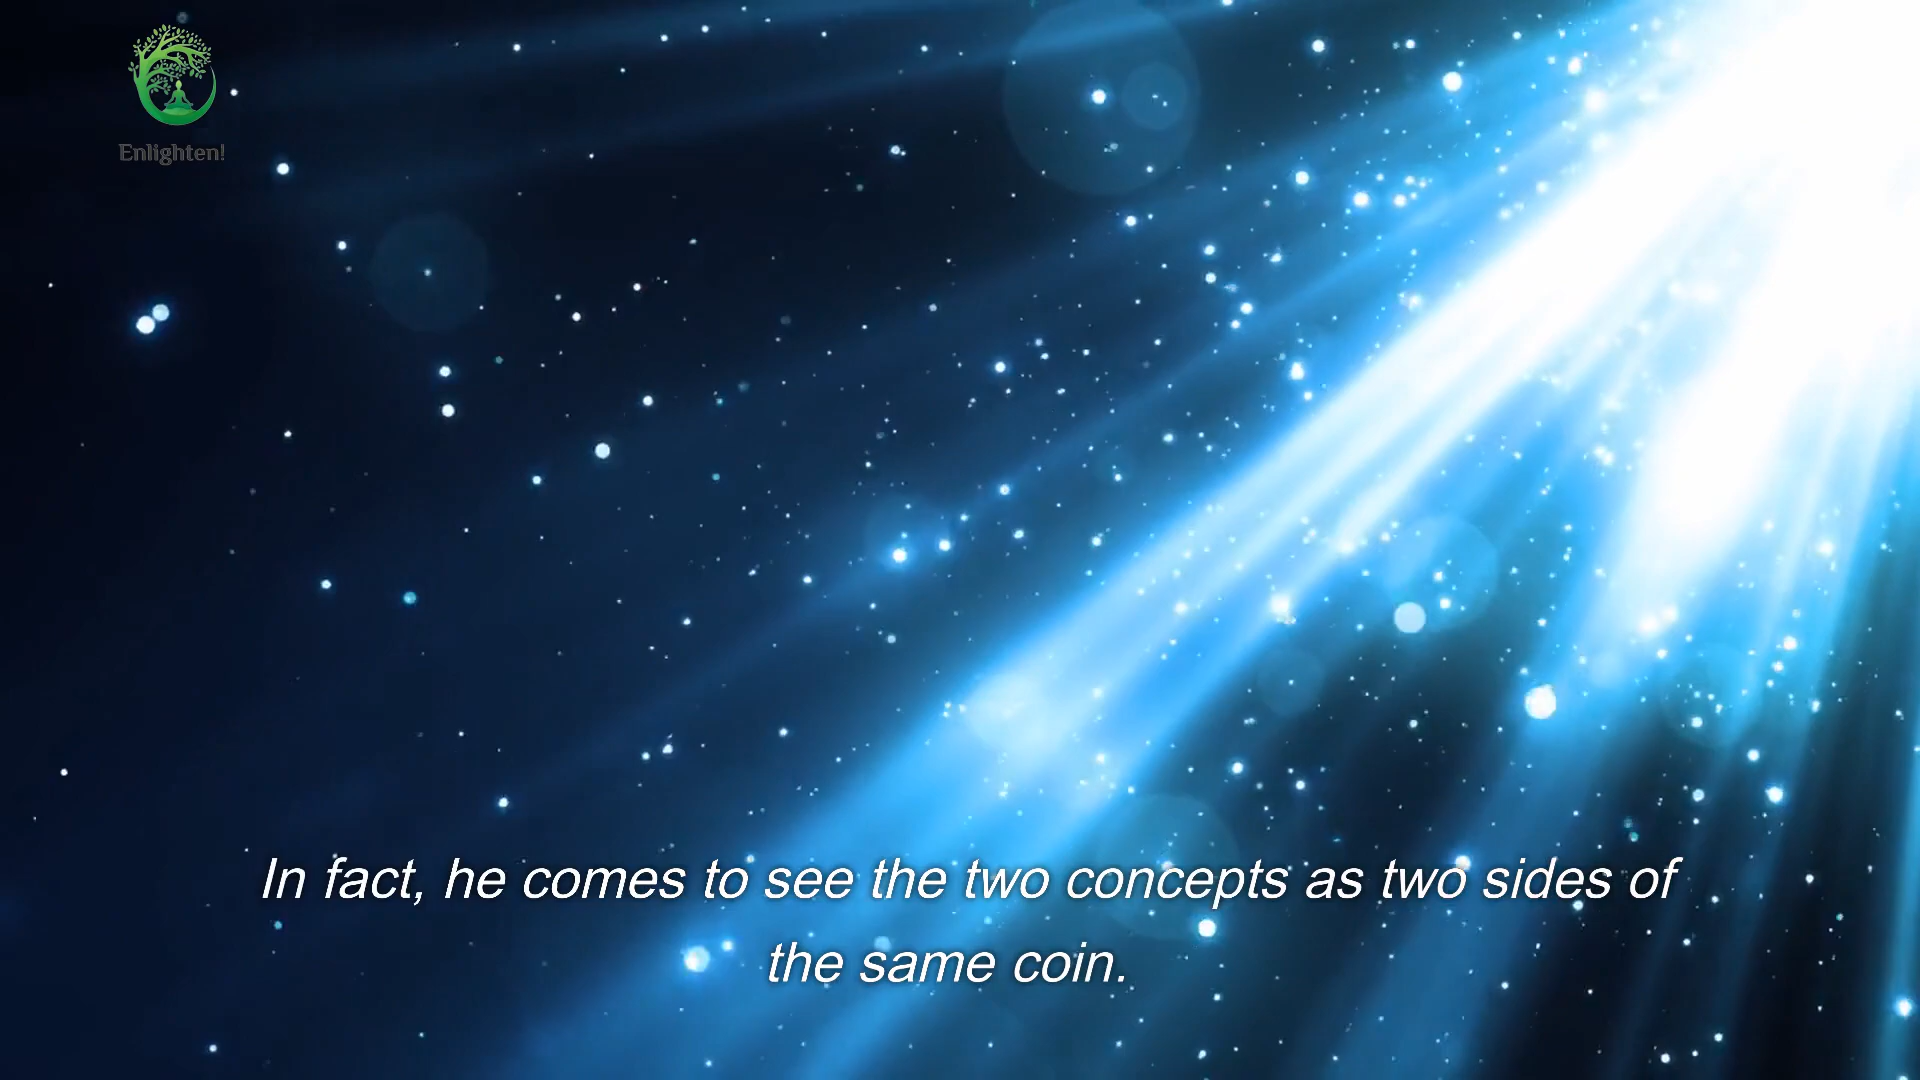 Enlighten!
In fact, he comes to see the two concepts as two sides of
the same coin.